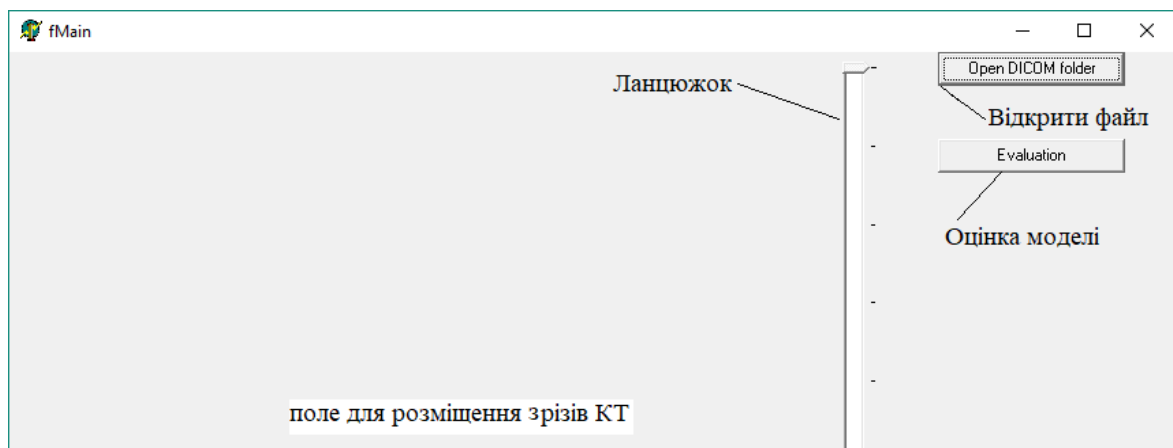 fMain
Open DICOM folder
Ланцюжок
Відкрити файл
Evaluation
Оцінка моделі
поле для розміщення зрізів КТ